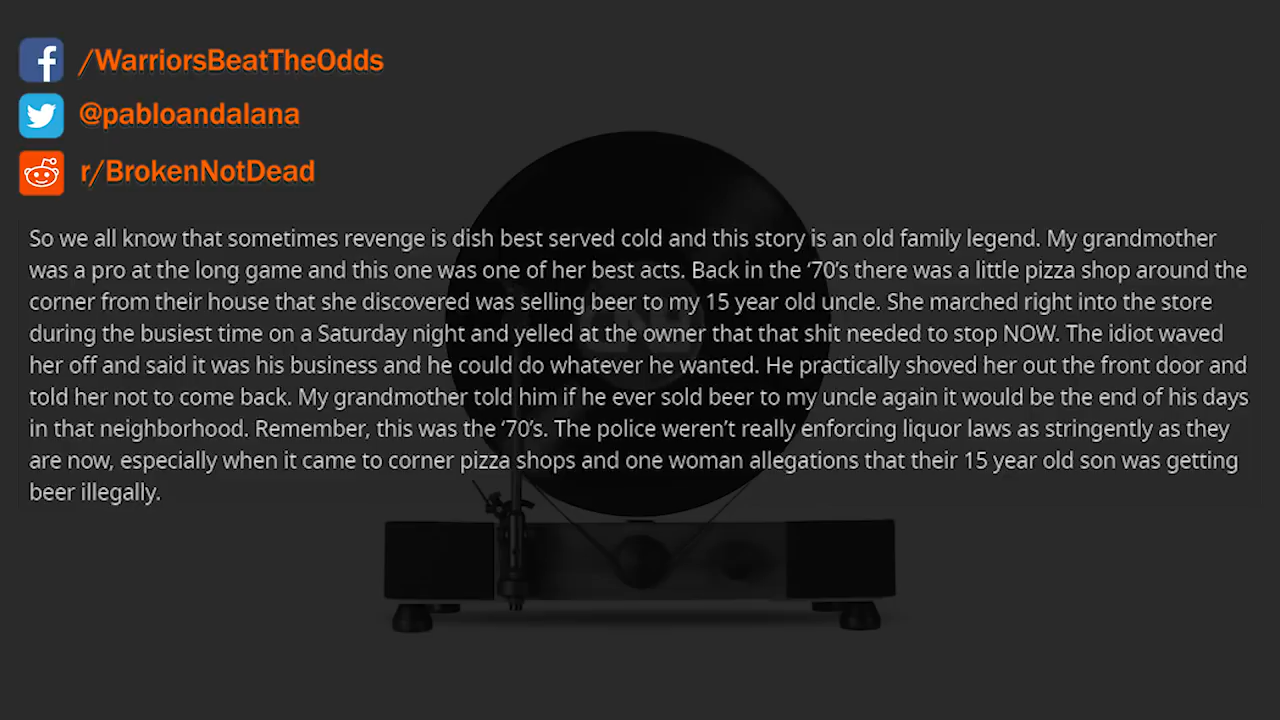 /WarriorsBeatTheOdds
@pabloandalana
r/BrokenNotDead
So we all know that sometimes revenge is dish best served cold and this story is an old family legend. My grandmother
was a pro at the long game and this one was one of her best acts. Back in the ‘70’s there was a little pizza shop around the
corner from their house that she discovered was selling beer to my 15 year old uncle. She marched right into the store
during the busiest time on a Saturday night and yelled at the owner that that shit needed to stop NOW. The idiot waved
her off and said it was his business and he could do whatever he wanted. He practically shoved her out the front door and
told her not to come back. My grandmother told him if he ever sold beer to my uncle again it would be the end of his days
in that neighborhood. Remember, this was the ‘70’s. The police weren’t really enforcing liquor laws as stringently as they
are now, especially when it came to corner pizza shops and one woman allegations that their 15 year old son was getting
beer illegally.